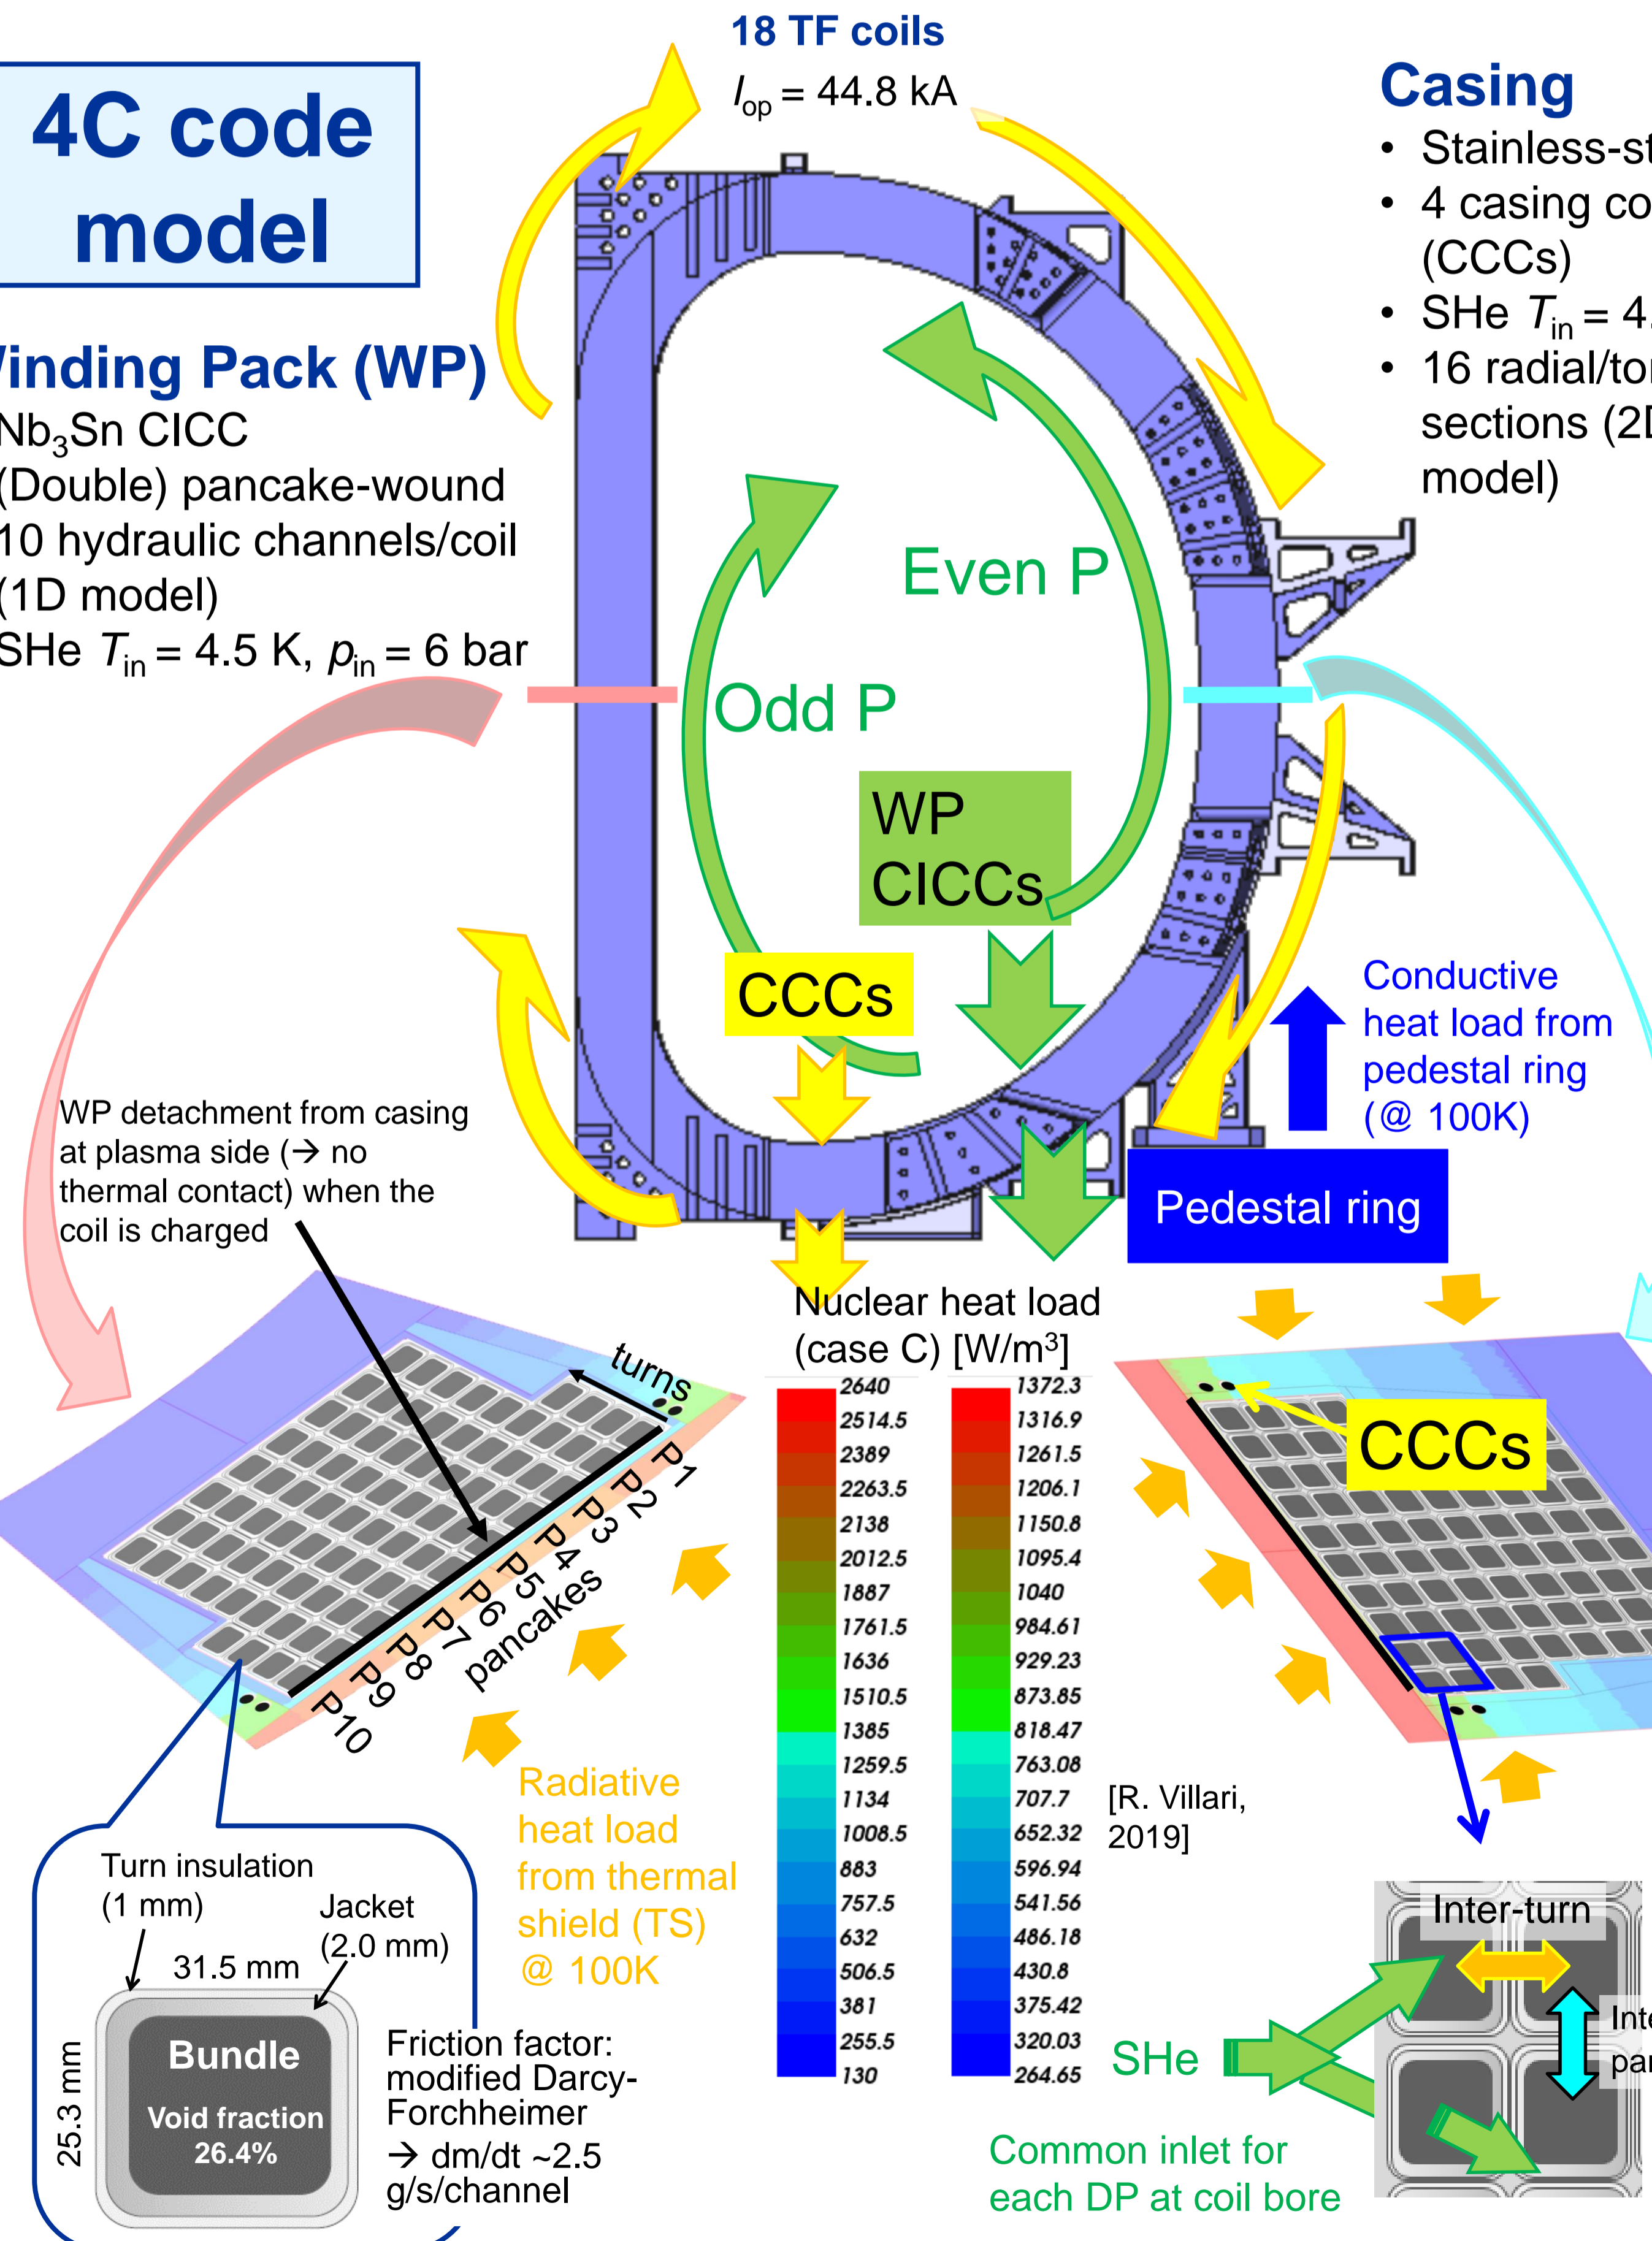 18 TF coils
Iop = 44.8 kA
4C code
model
Casing
• Stainless-st
• 4 casing co
(CCCs)
• SHe Tin = 4.
• 16 radial/tor
sections (2D
model)
Winding Pack (WP)
Nb3Sn CICC
(Double) pancake-wound
10 hydraulic channels/coil
(1D model)
SHe Tin = 4.5 K, pin = 6 bar
Even P
Odd P
WP
CICCs
CCCs
Conductive
heat load from
pedestal ring
(@ 100K)
Pedestal ring
WP detachment from casing
at plasma side (→ no
thermal contact) when the
coil is charged
turns
P1
P2
P3
P4
P5
P6
P7
P8
P9
P10
pancakes
Nuclear heat load
(case C) [W/m³]
2640
2514.5
2389
2263.5
2138
2012.5
1887
1761.5
1636
1510.5
1385
1259.5
1134
1008.5
883
757.5
632
506.5
381
255.5
130
1372.3
1316.9
1261.5
1206.1
1150.8
1095.4
1040
984.61
929.23
873.85
818.47
763.08
707.7
652.32
596.94
541.56
486.18
430.8
375.42
320.03
264.65
[R. Villari,
2019]
CCCs
Radiative
heat load
from thermal
shield (TS)
@ 100K
Turn insulation
(1 mm)
Jacket
(2.0 mm)
31.5 mm
25.3 mm
Bundle
Void fraction
26.4%
Friction factor:
modified Darcy-
Forchheimer
→ dm/dt ~2.5
g/s/channel
Inter-turn
Inte
pan
SHe
Common inlet for
each DP at coil bore